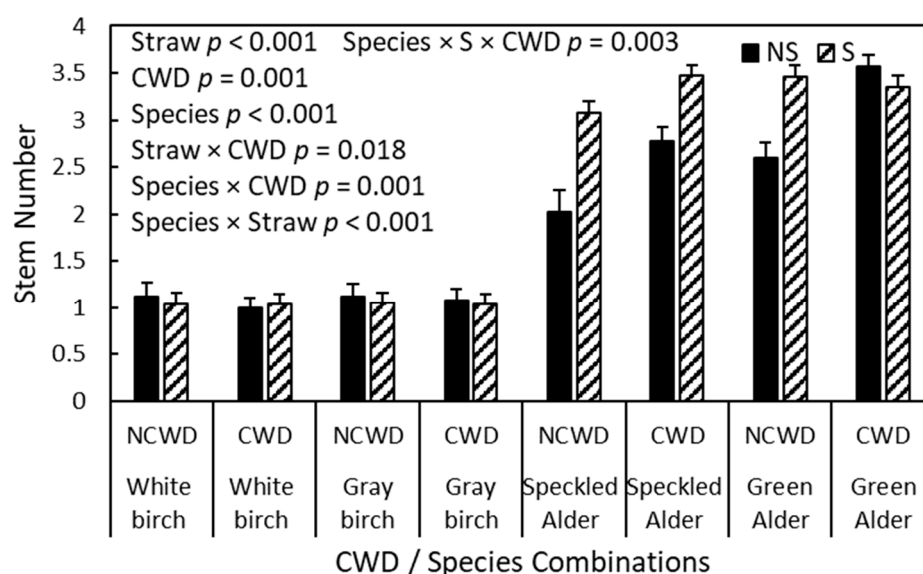 Straw p < 0.001 Species × S × CWD p = 0.003
CWD p = 0.001
Species p < 0.001
Straw × CWD p = 0.018
Species × CWD p = 0.001
Species × Straw p < 0.001
NS S
Stem Number
4
3.5
3
2.5
2
1.5
1
0.5
0
NCWD CWD NCWD CWD NCWD CWD NCWD CWD
White White Gray Gray Speckled Speckled Green Green
birch birch birch birch Alder Alder Alder Alder
CWD / Species Combinations